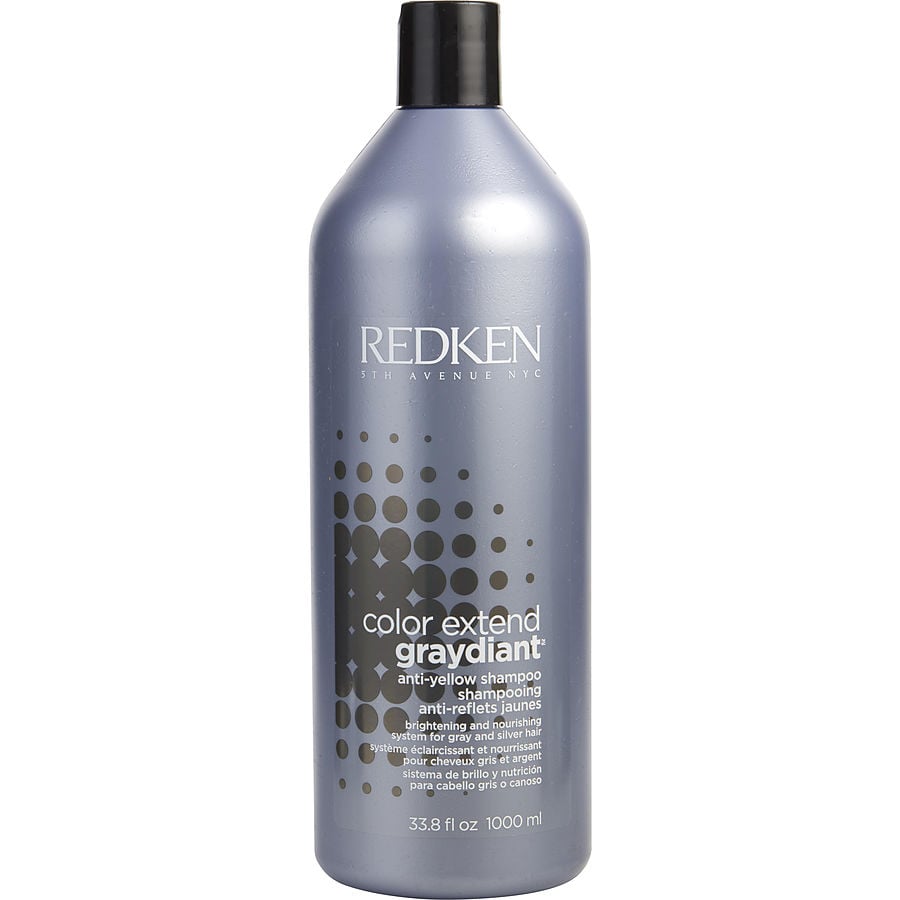 REDKEN
5TH AVENUE NYC
color extend
graydiant™
anti-yellow shampoo
shampooing
anti-reflets jaunes
brightening and nourishing
system for gray and silver hair
système éclaircissant et nourrissant
pour cheveux gris et argent
sistema de brillo y nutrición
para cabello gris o canoso
33.8 fl oz 1000 ml